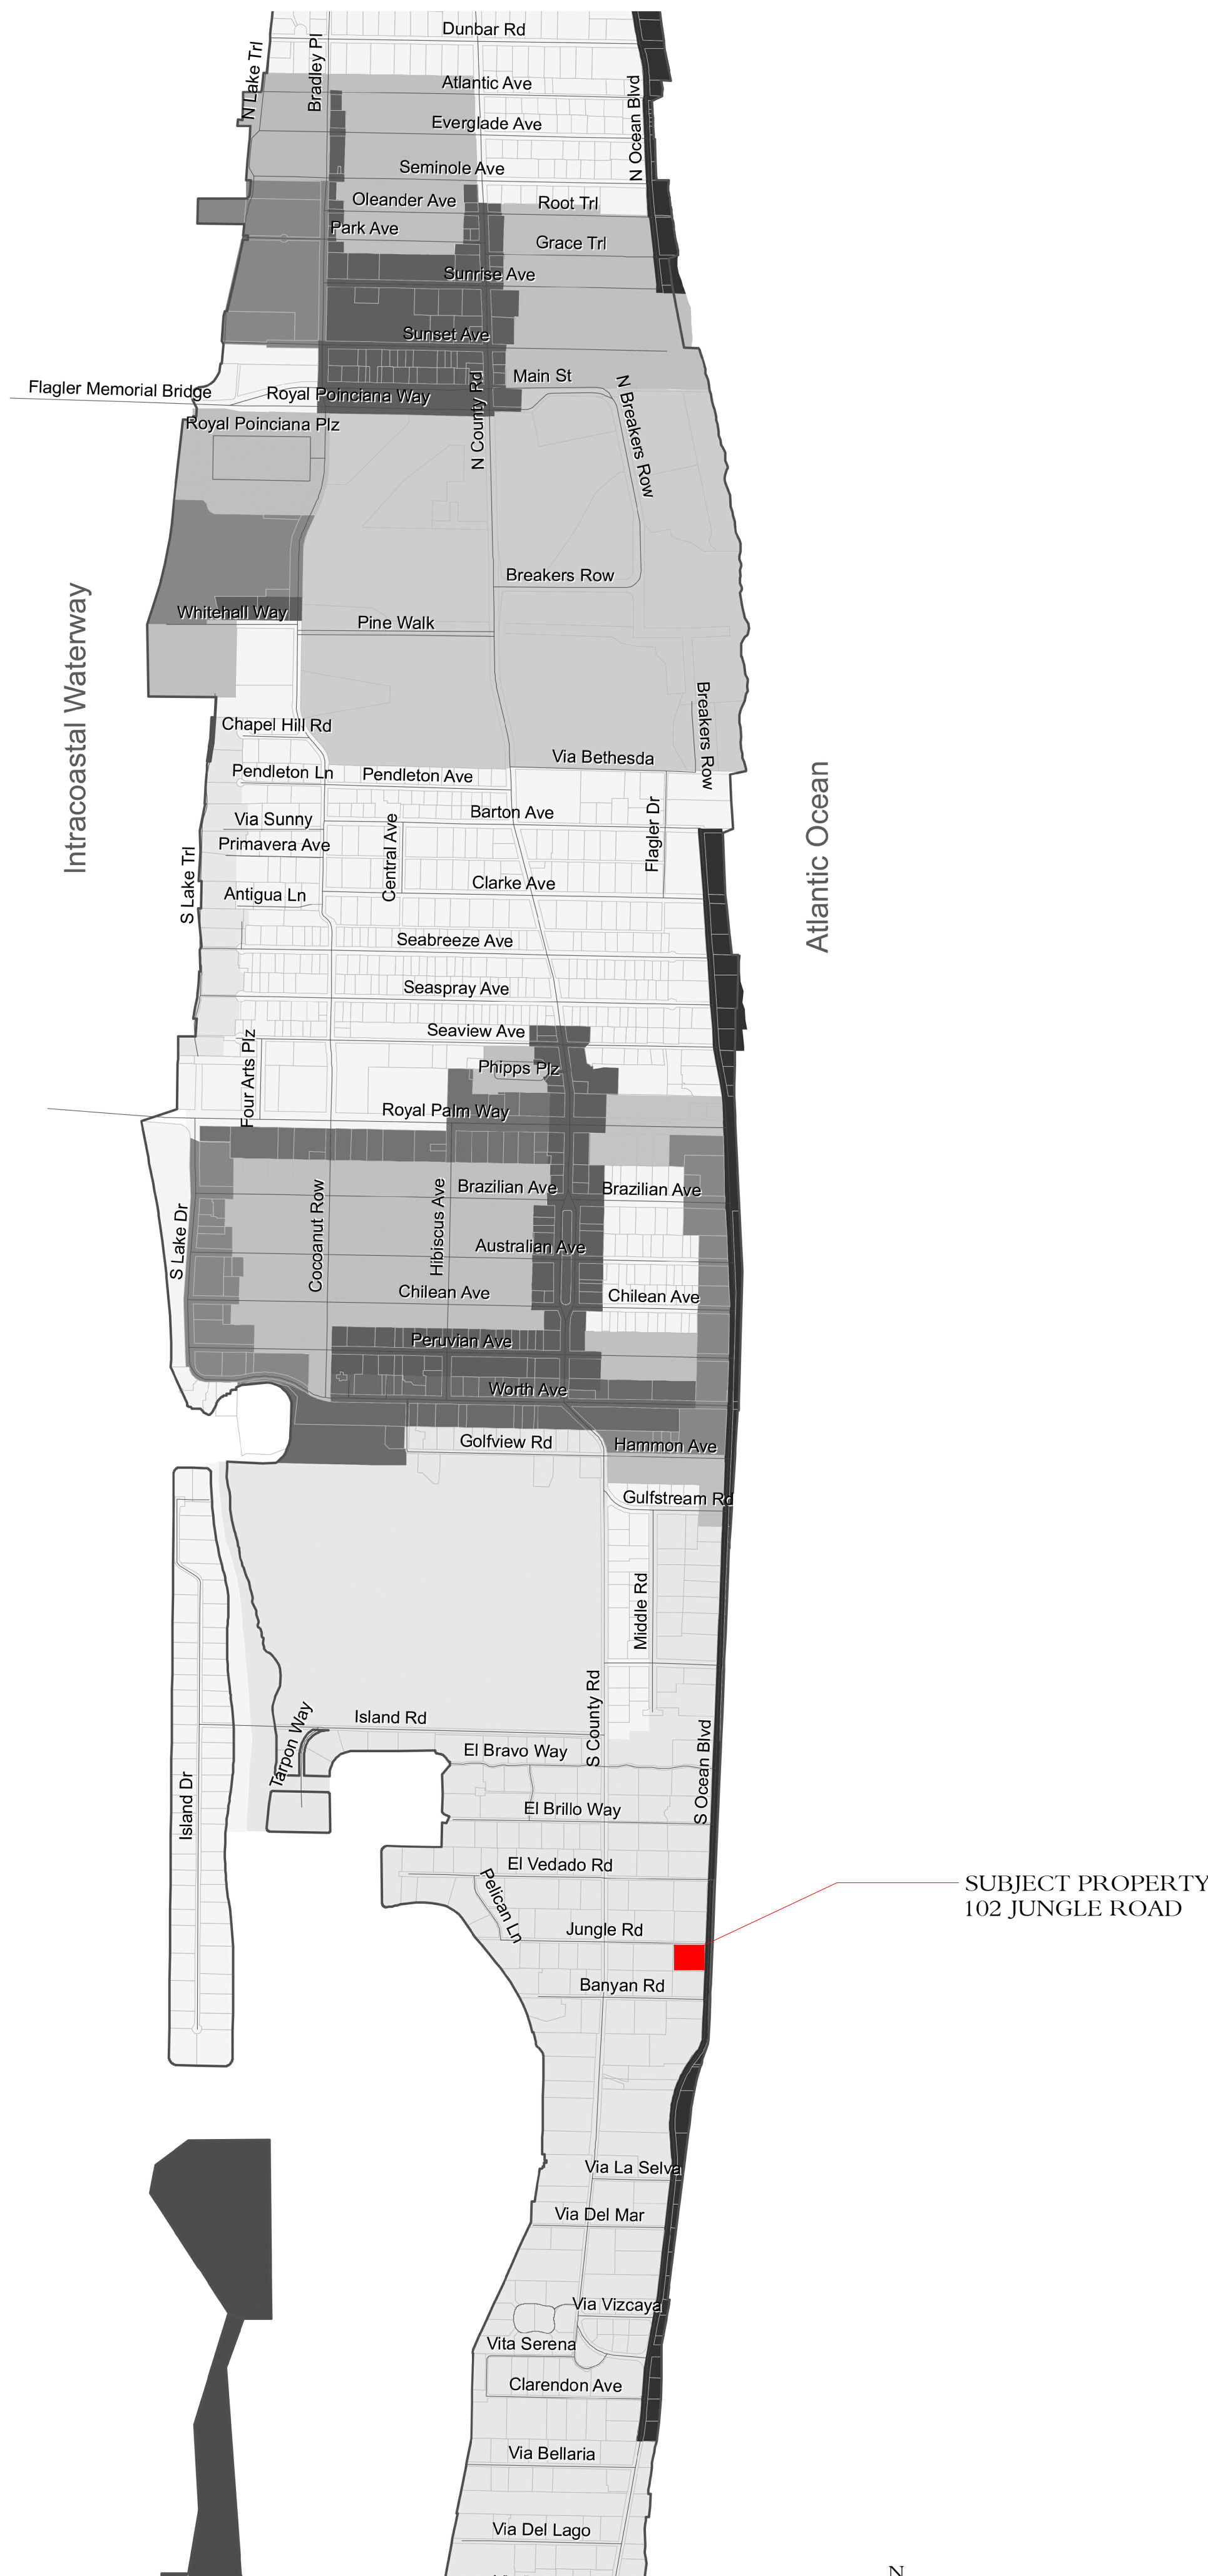 Dunbar Rd
N Lake Trl
Bradley Pl
Atlantic Ave
N Ocean Blvd
Everglade Ave
Seminole Ave
Oleander Ave
Root Trl
Park Ave
Grace Trl
Sunrise Ave
Sunset Ave
Main St
Flagler Memorial Bridge
Royal Poinciana Way
N County Rd
N Breakers Row
Royal Poinciana Plz
Breakers Row
Whitehall Way
Pine Walk
Intracoastal Waterway
Breakers Row
Chapel Hill Rd
Via Bethesda
Pendleton Ln
Pendleton Ave
Atlantic Ocean
Barton Ave
Via Sunny
Flagler Dr
Central Ave
Primavera Ave
S Lake Trl
Clarke Ave
Antigua Ln
Seabreeze Ave
Seaspray Ave
Seaview Ave
Four Arts Plz
Phipps Plz
Royal Palm Way
Brazilian Ave
Brazilian Ave
S Lake Dr
Cocoanut Row
Hibiscus Ave
Australian Ave
Chilean Ave
Chilean Ave
Peruvian Ave
Worth Ave
Golfview Rd
Hammon Ave
Gulfstream Rd
Middle Rd
S County Rd
Island Rd
Tarpon Way
El Bravo Way
S Ocean Blvd
Island Dr
El Brillo Way
El Vedado Rd
Pelican Ln
SUBJECT PROPERTY
102 JUNGLE ROAD
Jungle Rd
Banyan Rd
Via La Selva
Via Del Mar
Via Vizcaya
Vita Serena
Clarendon Ave
Via Bellaria
Via Del Lago
N